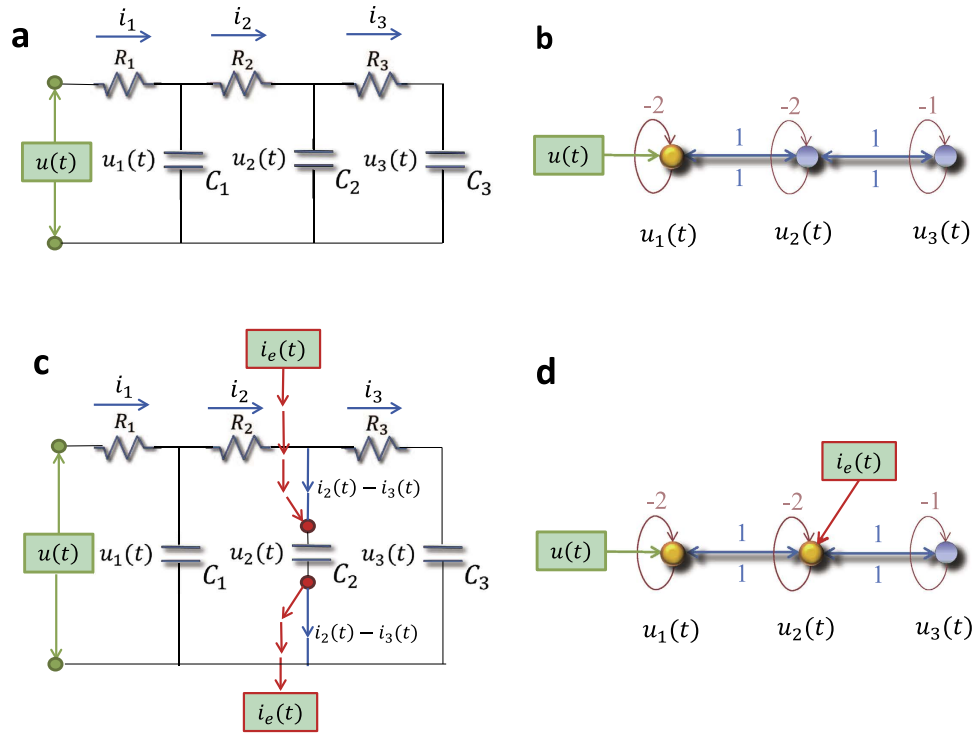 a
i₁ i₂ i₃
R₁ R₂ R₃
u(t) u₁(t) C₁ u₂(t) C₂ u₃(t) C₃
b
-2 -2 -1
u(t) 1 1
1 1
u₁(t) u₂(t) u₃(t)
c
iₑ(t)
i₁ i₂ i₃
R₁ R₂ R₃
i₂(t) − i₃(t)
u(t) u₁(t) C₁ u₂(t) C₂ u₃(t) C₃
i₂(t) − i₃(t)
iₑ(t)
d
iₑ(t)
-2 -2 -1
u(t) 1 1
1 1
u₁(t) u₂(t) u₃(t)